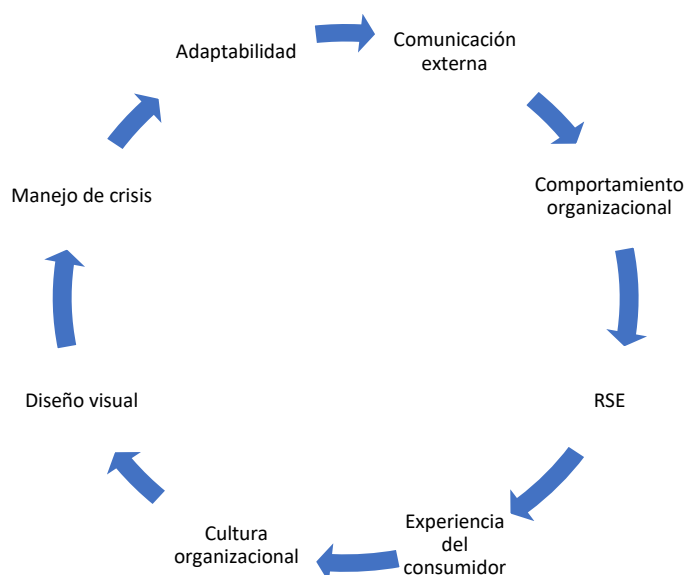 Adaptabilidad
Comunicación
externa
Comportamiento
organizacional
RSE
Experiencia
del
consumidor
Cultura
organizacional
Diseño visual
Manejo de crisis